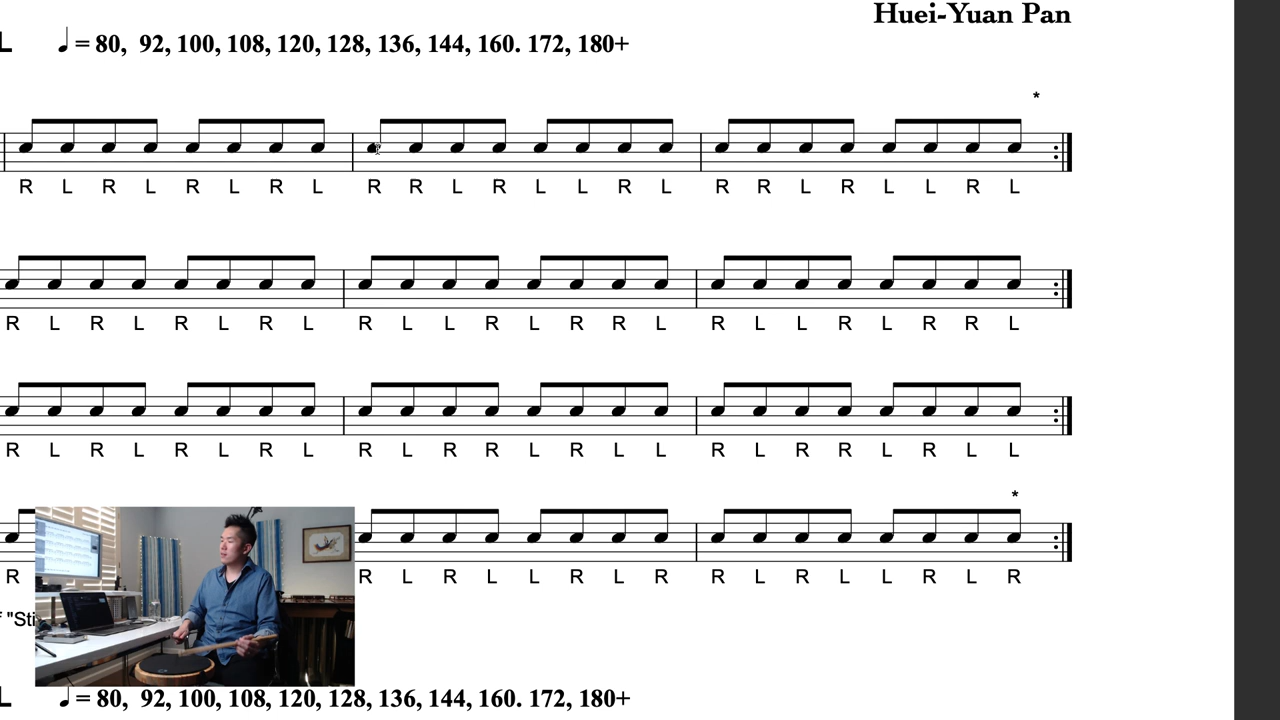 Huei-Yuan Pan
L = 80, 92, 100, 108, 120, 128, 136, 144, 160. 172, 180+
*
R L R L R L R L R R L R L L R L R R L R L L R L
R L R L R L R L R L L R L R R L R L L R L R R L
R L R L R L R L R L R R L R L L R L R R L R L L
*
R R L R L L R L R R L R L L R L R
f "Sti
L = 80, 92, 100, 108, 120, 128, 136, 144, 160. 172, 180+